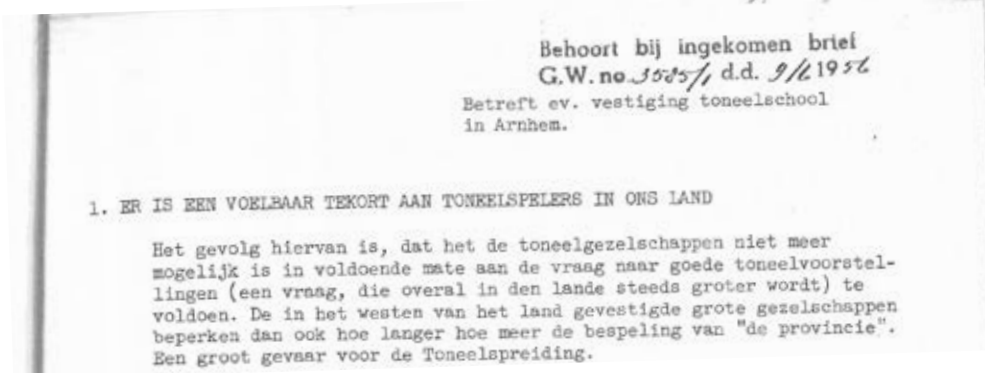 Behoort bij ingekomen brief
G.W. no. 3585/1, d.d. 9/6 1956
Betreft ev. vestiging toneelschool
in Arnhem.
1. ER IS EEN VOELBAAR TEKORT AAN TONEELSPELERS IN ONS LAND
Het gevolg hiervan is, dat het de toneelgezelschappen niet meer
mogelijk is in voldoende mate aan de vraag naar goede toneelvoorstel-
lingen (een vraag, die overal in den lande steeds groter wordt) te
voldoen. De in het westen van het land gevestigde grote gezelschappen
beperken dan ook hoe langer hoe meer de bespeling van "de provincie".
Een groot gevaar voor de Toneelspreiding.